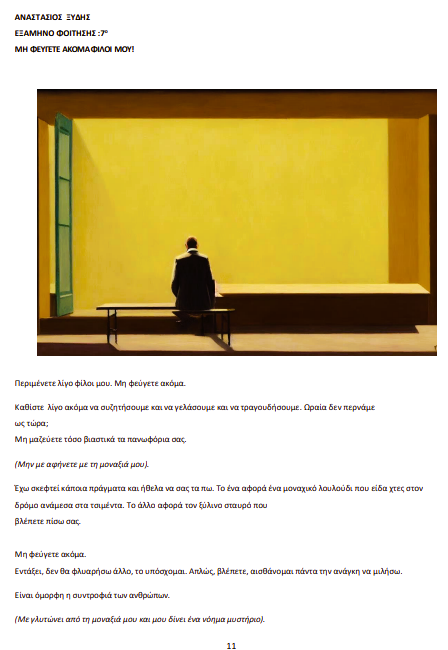 ΑΝΑΣΤΑΣΙΟΣ ΞΥΔΗΣ
ΕΞΑΜΗΝΟ ΦΟΙΤΗΣΗΣ :7ο
ΜΗ ΦΕΥΓΕΤΕ ΑΚΟΜΑ ΦΙΛΟΙ ΜΟΥ!
Περιμένετε λίγο φίλοι μου. Μη φεύγετε ακόμα.
Καθίστε λίγο ακόμα να συζητήσουμε και να γελάσουμε και να τραγουδήσουμε. Ωραία δεν περνάμε
ως τώρα;
Μη μαζεύετε τόσο βιαστικά τα πανωφόρια σας.
(Μην με αφήνετε με τη μοναξιά μου).
Έχω σκεφτεί κάποια πράγματα και ήθελα να σας τα πω. Το ένα αφορά ένα μοναχικό λουλούδι που είδα χτες στον
δρόμο ανάμεσα στα τσιμέντα. Το άλλο αφορά τον ξύλινο σταυρό που
βλέπετε πίσω σας.
Μη φεύγετε ακόμα.
Εντάξει, δεν θα φλυαρήσω άλλο, το υπόσχομαι. Απλώς, βλέπετε, αισθάνομαι πάντα την ανάγκη να μιλήσω.
Είναι όμορφη η συντροφιά των ανθρώπων.
(Με γλυτώνει από τη μοναξιά μου και μου δίνει ένα νόημα μυστήριο).
11